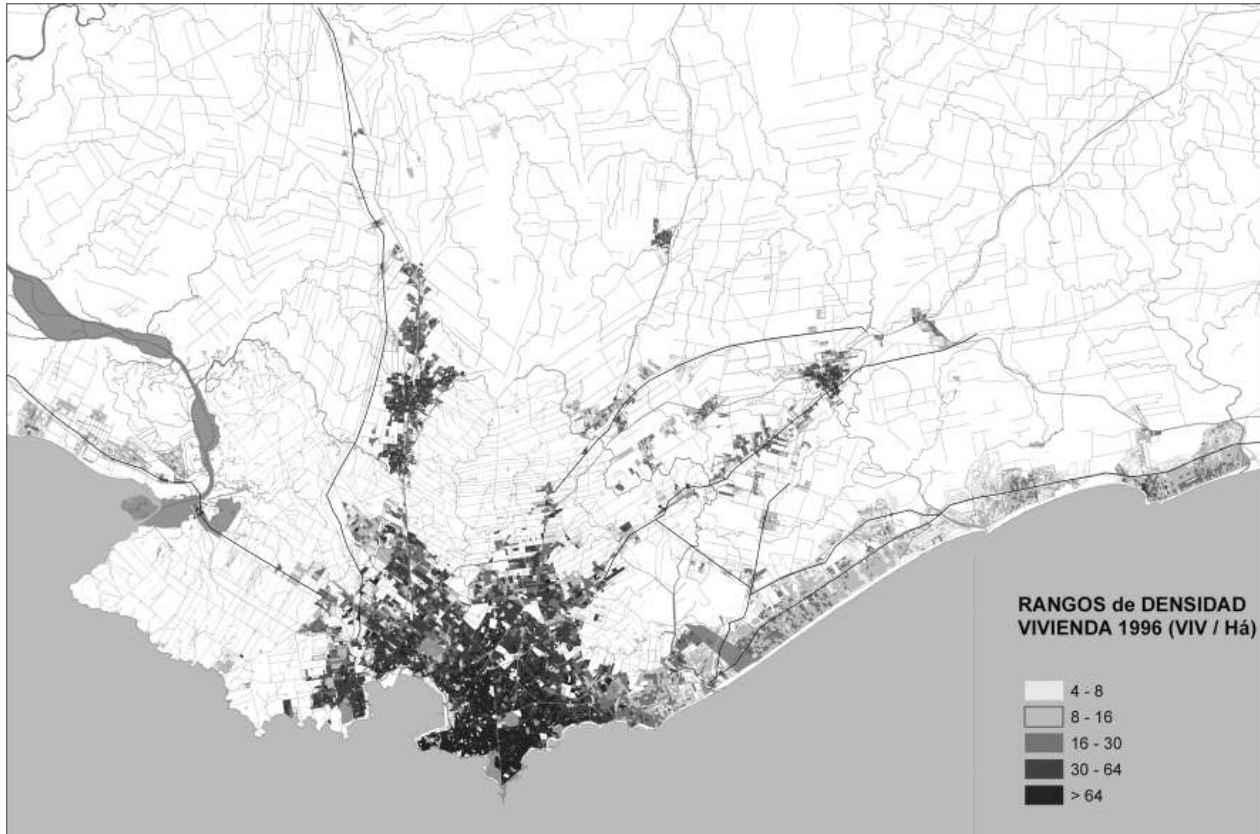 RANGOS de DENSIDAD
VIVIENDA 1996 (VIV / Há)
4 - 8
8 - 16
16 - 30
30 - 64
> 64